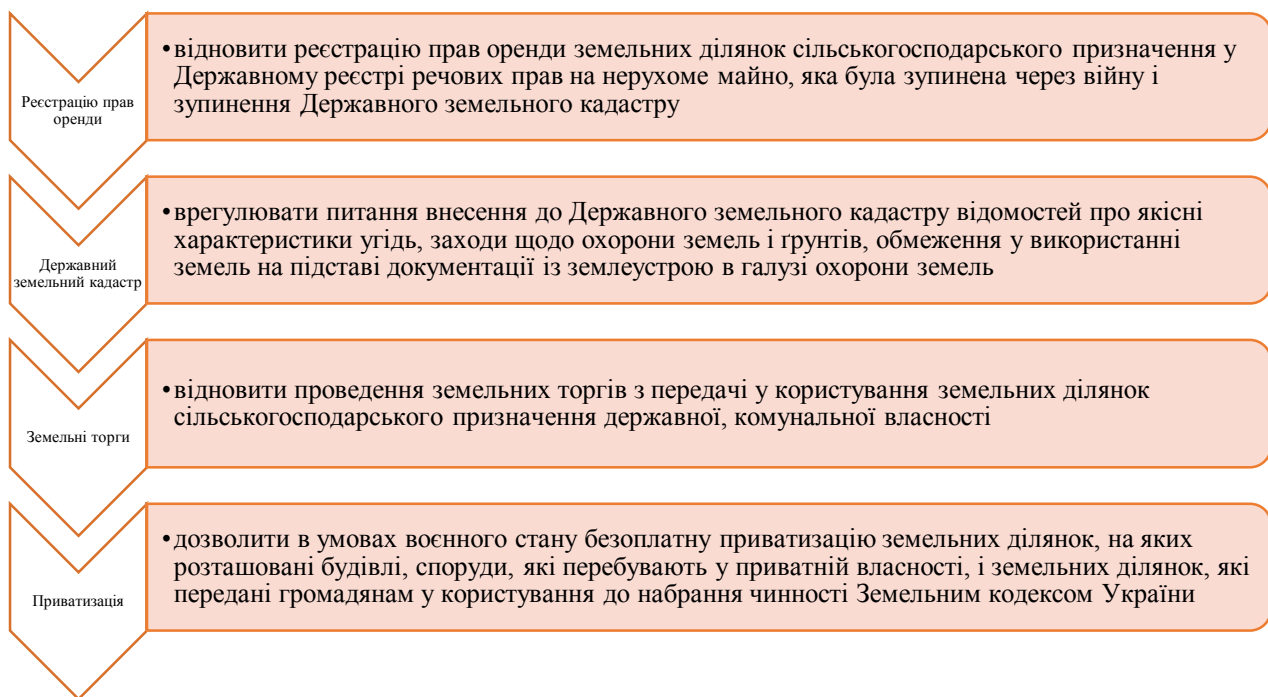 Реєстрацію прав
оренди
•відновити реєстрацію прав оренди земельних ділянок сільськогосподарського призначення у
Державному реєстрі речових прав на нерухоме майно, яка була зупинена через війну і
зупинення Державного земельного кадастру
Державний
земельний кадастр
•врегулювати питання внесення до Державного земельного кадастру відомостей про якісні
характеристики угідь, заходи щодо охорони земель і ґрунтів, обмеження у використанні
земель на підставі документації із землеустрою в галузі охорони земель
Земельні торги
•відновити проведення земельних торгів з передачі у користування земельних ділянок
сільськогосподарського призначення державної, комунальної власності
Приватизація
•дозволити в умовах воєнного стану безоплатну приватизацію земельних ділянок, на яких
розташовані будівлі, споруди, які перебувають у приватній власності, і земельних ділянок, які
передані громадянам у користування до набрання чинності Земельним кодексом України